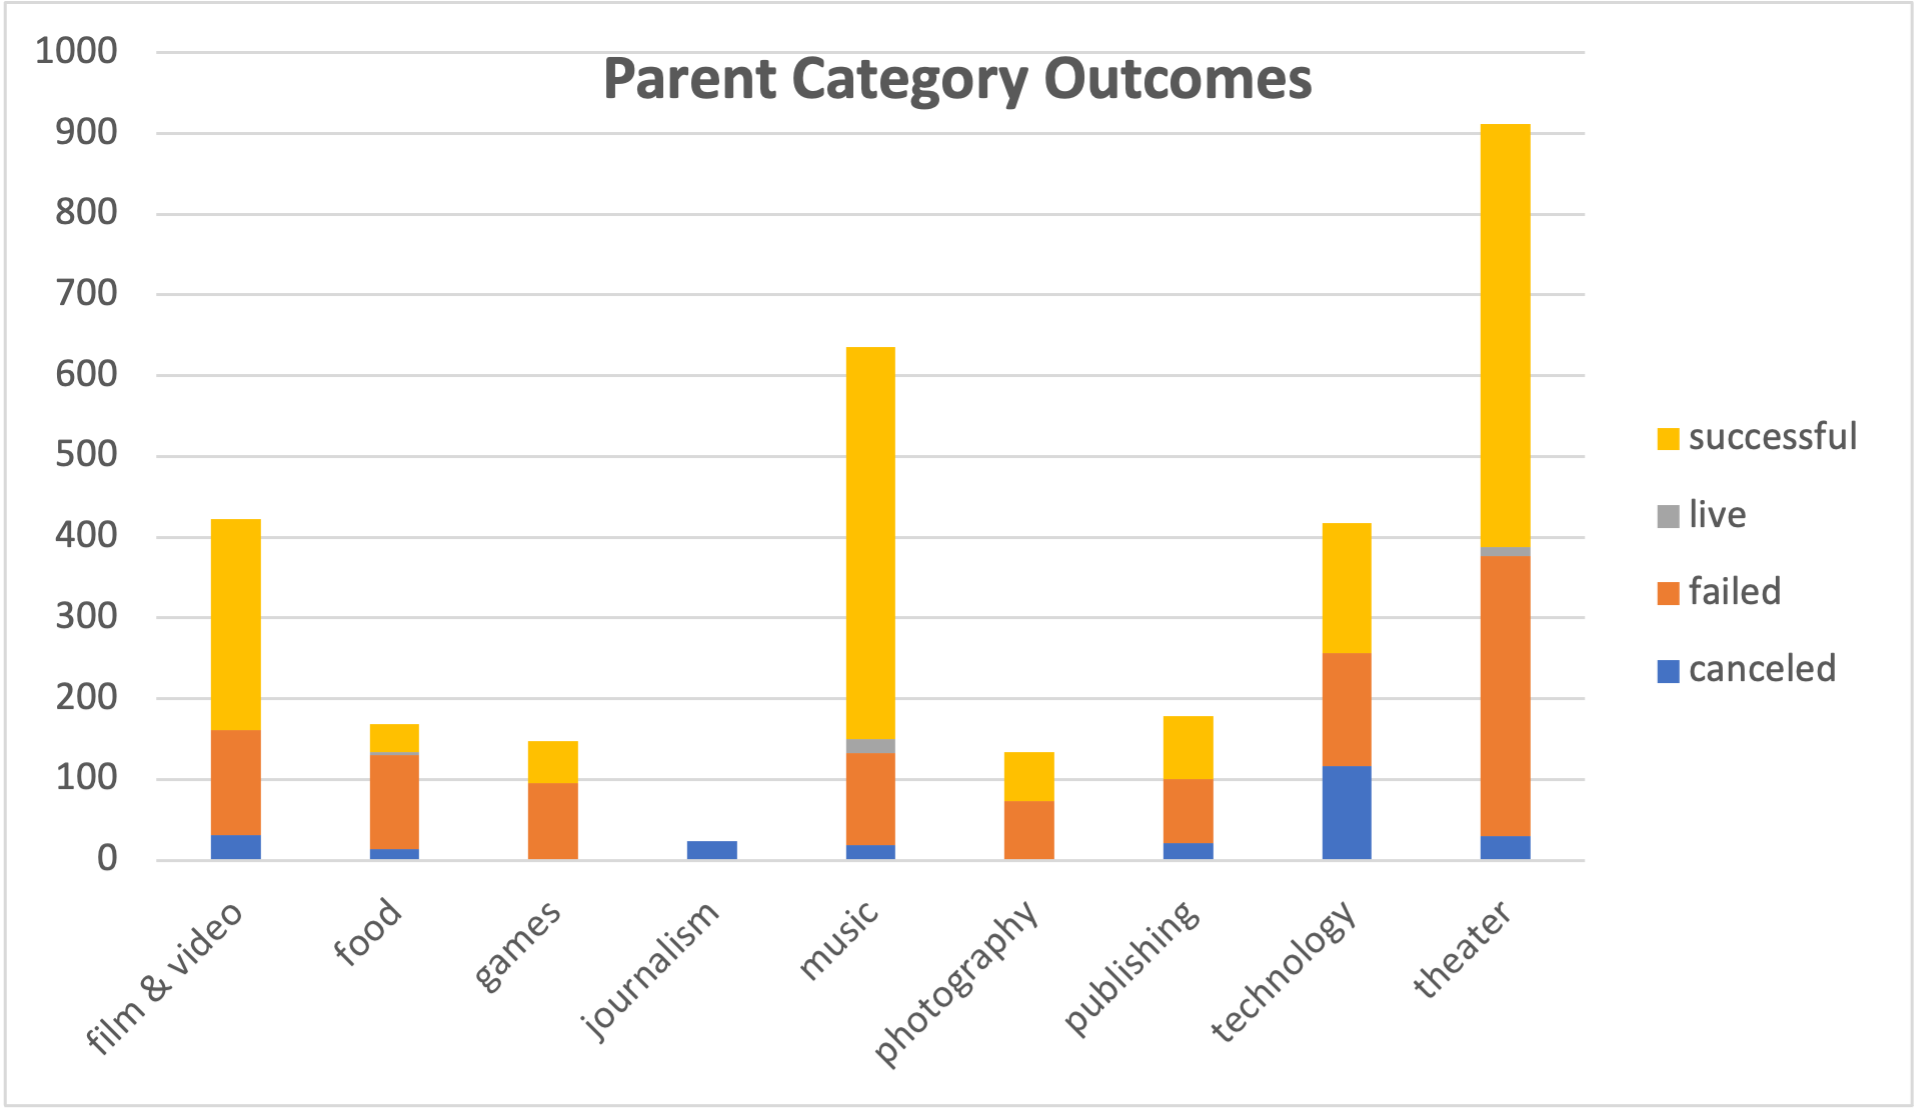 Parent Category Outcomes
1000
900
800
700
600
500
400
300
200
100
0
film & video
food
games
journalism
music
photography
publishing
technology
theater
successful
live
failed
canceled